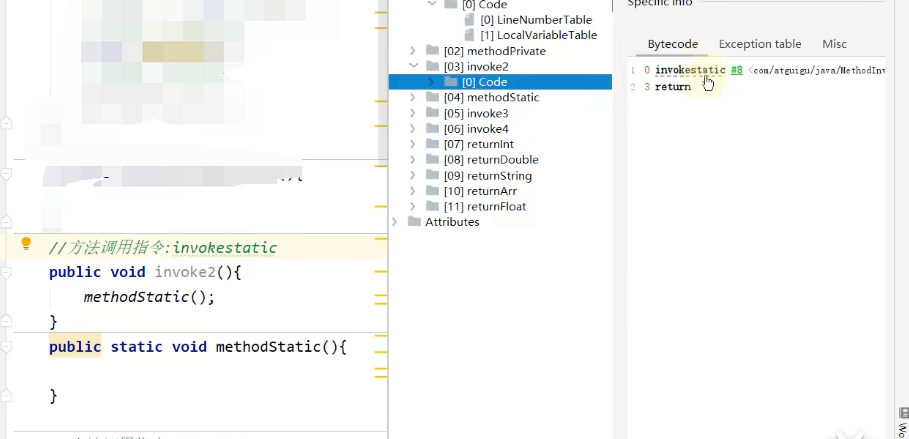 ){
//方法调用指令:invokestatic
public void invoke2(){
methodStatic();
}
public static void methodStatic(){
}
[0] Code
[0] LineNumberTable
[1] LocalVariableTable
[02] methodPrivate
[03] invoke2
[0] Code
[04] methodStatic
[05] invoke3
[06] invoke4
[07] returnInt
[08] returnDouble
[09] returnString
[10] returnArr
[11] returnFloat
Attributes
Specific info
Bytecode Exception table Misc
1 0 invokestatic #8 <com/atguigu/java/MethodInv
2 3 return
Wo